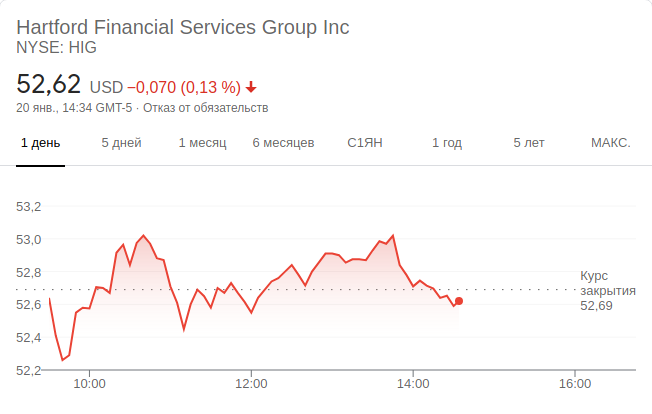 Hartford Financial Services Group Inc
NYSE: HIG
52,62 USD −0,070 (0,13 %)
20 янв., 14:34 GMT-5 · Отказ от обязательств
1 день 5 дней 1 месяц 6 месяцев С1ЯН 1 год 5 лет МАКС.
53,2
53,0
52,8
Курс
закрытия
52,69
52,6
52,4
52,2
10:00 12:00 14:00 16:00